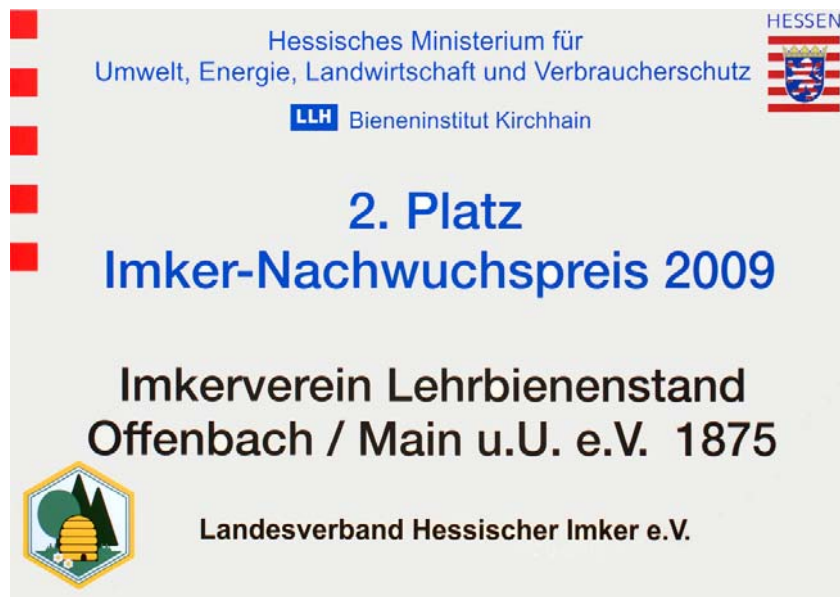 HESSEN
Hessisches Ministerium für
Umwelt, Energie, Landwirtschaft und Verbraucherschutz
LLH Bieneninstitut Kirchhain
2. Platz
Imker-Nachwuchspreis 2009
Imkerverein Lehrbienenstand
Offenbach / Main u.U. e.V. 1875
Landesverband Hessischer Imker e.V.